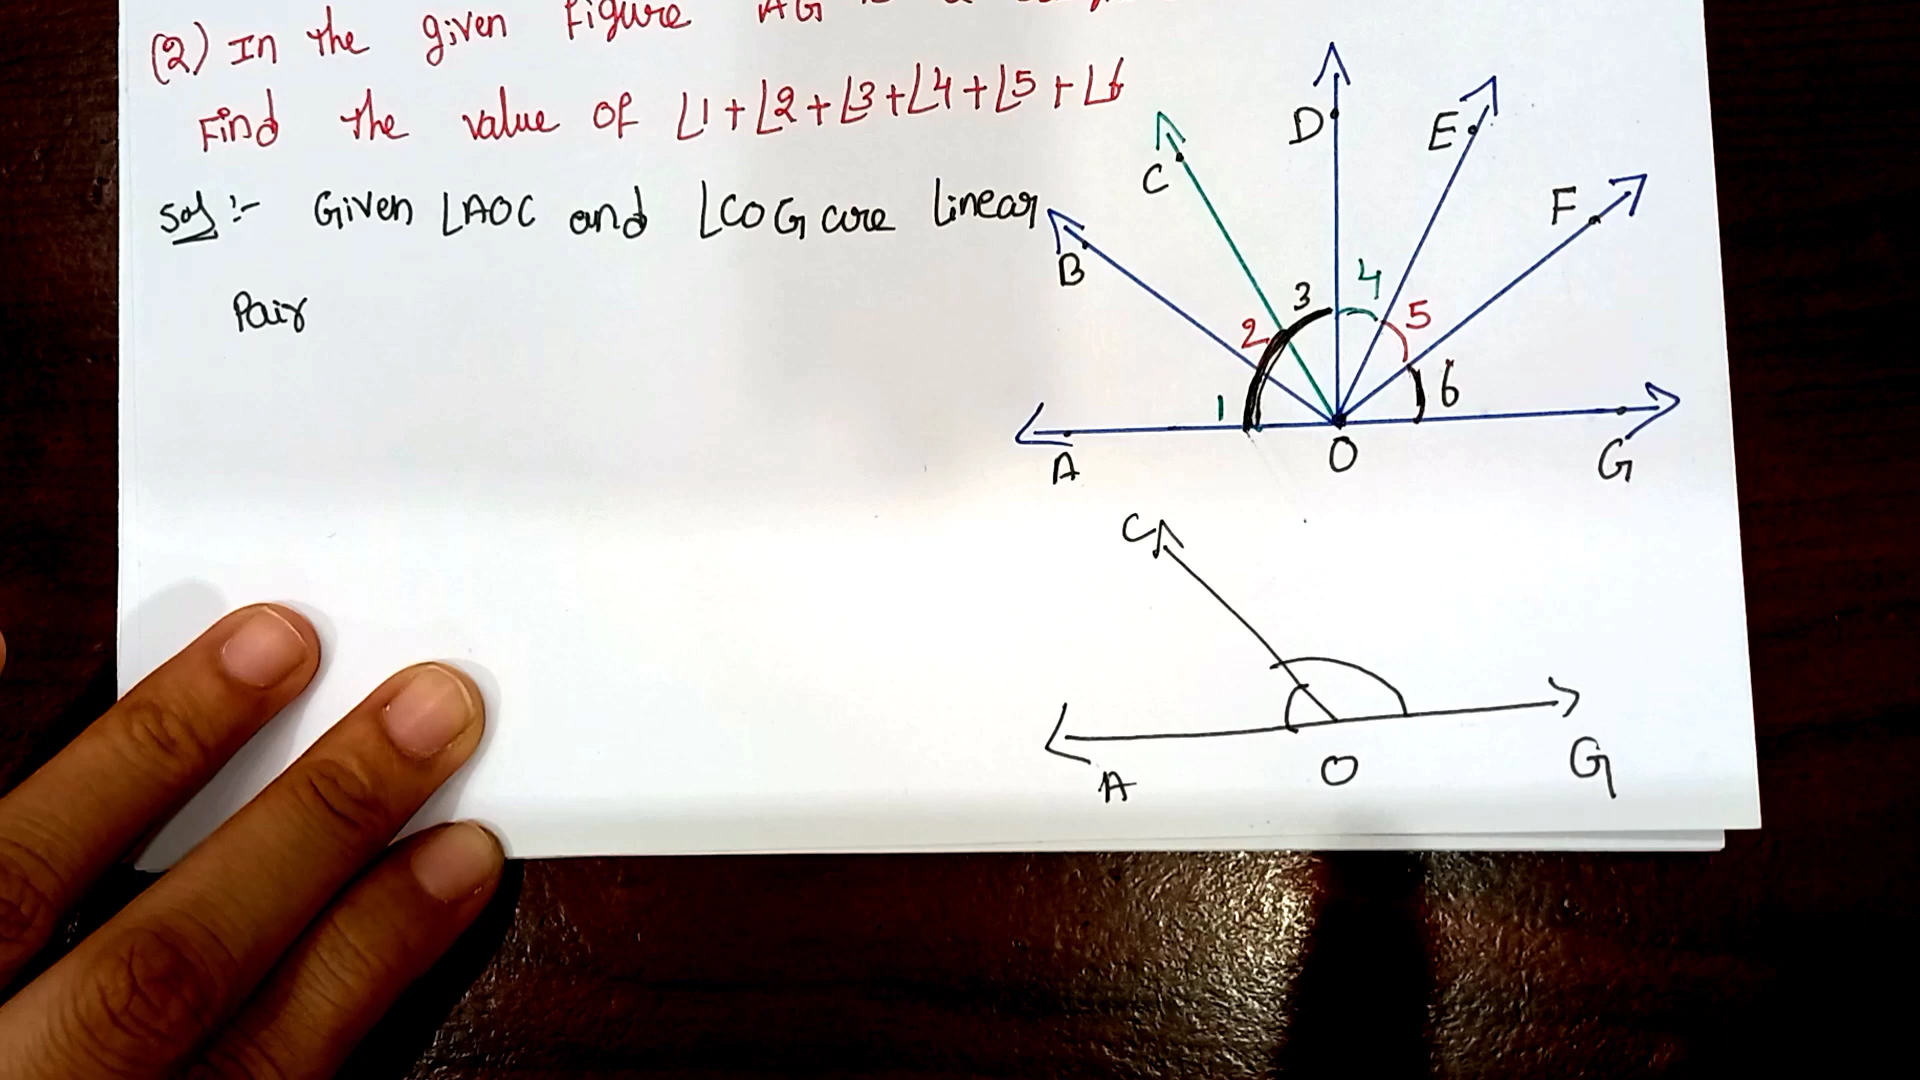 (2) In the given Figure AG
Find the value of ∠1+∠2+∠3+∠4+∠5+∠6
Sol :- Given ∠AOC and ∠COG are linear
Pair
D
E
C
F
B
4
3
5
2
6
1
A
O
G
C
A
O
G